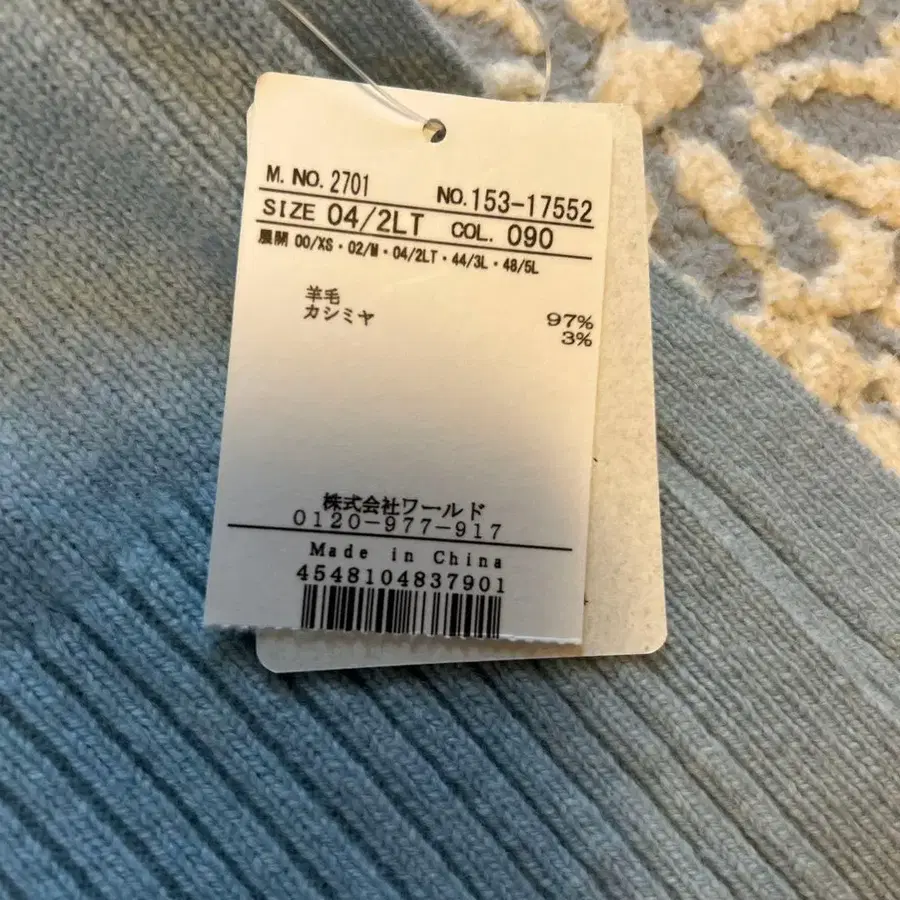 M. NO. 2701 NO. 153-17552
SIZE 04/2LT COL. 090
展開 00/XS・02/M・04/2LT・44/3L・48/5L
羊毛 97%
カシミヤ 3%
株式会社ワールド
0120-977-917
Made in China
4548104837901